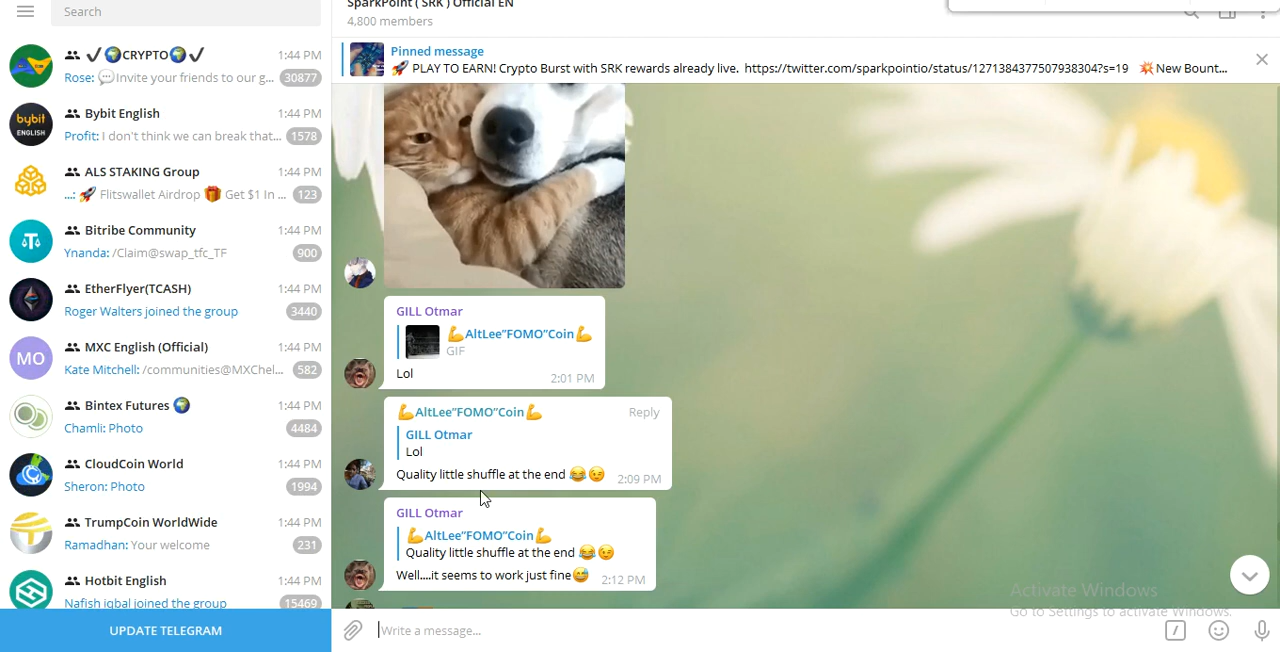 Search
✔🌍CRYPTO🌍✔ 1:44 PM
Rose: 💬Invite your friends to our g... 30877
bybit
ENGLISH
Bybit English 1:44 PM
Profit: I don't think we can break that... 1578
ALS STAKING Group 1:44 PM
...: 🚀 Flitswallet Airdrop 🎁 Get $1 In ... 123
Bitribe Community 1:44 PM
Ynanda: /Claim@swap_tfc_TF 900
EtherFlyer(TCASH) 1:44 PM
Roger Walters joined the group 3440
MO
MXC English (Official) 1:44 PM
Kate Mitchell: /communities@MXChel... 582
Bintex Futures 🌍 1:44 PM
Chamli: Photo 4484
CloudCoin World 1:44 PM
Sheron: Photo 1994
TrumpCoin WorldWide 1:44 PM
Ramadhan: Your welcome 231
Hotbit English 1:44 PM
Nafish iqbal joined the group 15469
UPDATE TELEGRAM
SparkPoint ( SRK ) Official EN
4,800 members
Pinned message
🚀 PLAY TO EARN! Crypto Burst with SRK rewards already live. https://twitter.com/sparkpointio/status/1271384377507938304?s=19 💥New Bount...
GILL Otmar
💪AltLee”FOMO”Coin💪
GIF
Lol
2:01 PM
💪AltLee”FOMO”Coin💪 Reply
GILL Otmar
Lol
Quality little shuffle at the end 😂😉 2:09 PM
GILL Otmar
💪AltLee”FOMO”Coin💪
Quality little shuffle at the end 😂😉
Well....it seems to work just fine😅 2:12 PM
Activate Windows
Go to Settings to activate Windows.
Write a message...